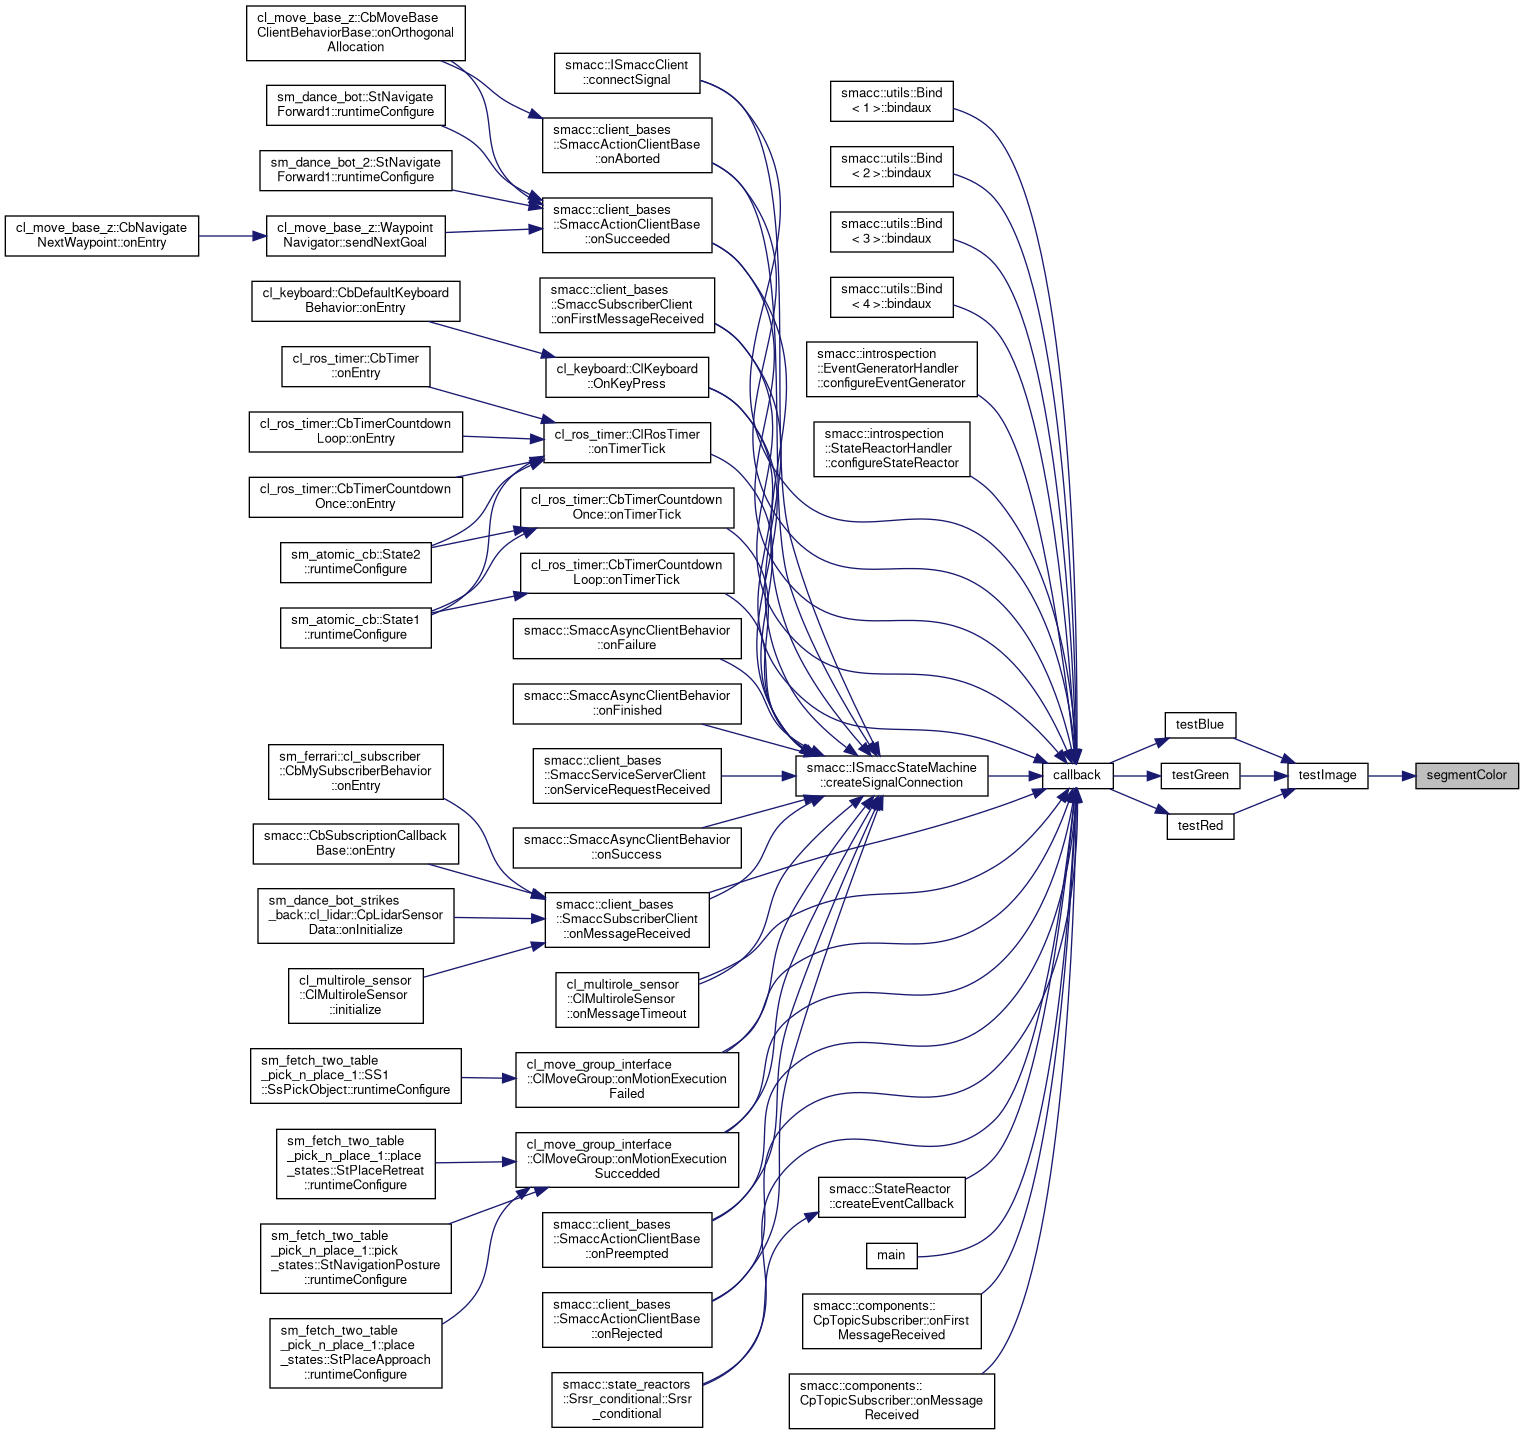 cl_move_base_z::CbMoveBase
ClientBehaviorBase::onOrthogonal
Allocation
sm_dance_bot::StNavigate
Forward1::runtimeConfigure
sm_dance_bot_2::StNavigate
Forward1::runtimeConfigure
cl_move_base_z::CbNavigate
NextWaypoint::onEntry
cl_move_base_z::Waypoint
Navigator::sendNextGoal
cl_keyboard::CbDefaultKeyboard
Behavior::onEntry
cl_ros_timer::CbTimer
::onEntry
cl_ros_timer::CbTimerCountdown
Loop::onEntry
cl_ros_timer::CbTimerCountdown
Once::onEntry
sm_atomic_cb::State2
::runtimeConfigure
sm_atomic_cb::State1
::runtimeConfigure
sm_ferrari::cl_subscriber
::CbMySubscriberBehavior
::onEntry
smacc::CbSubscriptionCallback
Base::onEntry
sm_dance_bot_strikes
_back::cl_lidar::CpLidarSensor
Data::onInitialize
cl_multirole_sensor
::ClMultiroleSensor
::initialize
sm_fetch_two_table
_pick_n_place_1::SS1
::SsPickObject::runtimeConfigure
sm_fetch_two_table
_pick_n_place_1::place
_states::StPlaceRetreat
::runtimeConfigure
sm_fetch_two_table
_pick_n_place_1::pick
_states::StNavigationPosture
::runtimeConfigure
sm_fetch_two_table
_pick_n_place_1::place
_states::StPlaceApproach
::runtimeConfigure
smacc::ISmaccClient
::connectSignal
smacc::client_bases
::SmaccActionClientBase
::onAborted
smacc::client_bases
::SmaccActionClientBase
::onSucceeded
smacc::client_bases
::SmaccSubscriberClient
::onFirstMessageReceived
cl_keyboard::ClKeyboard
::OnKeyPress
cl_ros_timer::ClRosTimer
::onTimerTick
cl_ros_timer::CbTimerCountdown
Once::onTimerTick
cl_ros_timer::CbTimerCountdown
Loop::onTimerTick
smacc::SmaccAsyncClientBehavior
::onFailure
smacc::SmaccAsyncClientBehavior
::onFinished
smacc::client_bases
::SmaccServiceServerClient
::onServiceRequestReceived
smacc::SmaccAsyncClientBehavior
::onSuccess
smacc::client_bases
::SmaccSubscriberClient
::onMessageReceived
cl_multirole_sensor
::ClMultiroleSensor
::onMessageTimeout
cl_move_group_interface
::ClMoveGroup::onMotionExecution
Failed
cl_move_group_interface
::ClMoveGroup::onMotionExecution
Succedded
smacc::client_bases
::SmaccActionClientBase
::onPreempted
smacc::client_bases
::SmaccActionClientBase
::onRejected
smacc::state_reactors
::Srsr_conditional::Srsr
_conditional
smacc::utils::Bind
< 1 >::bindaux
smacc::utils::Bind
< 2 >::bindaux
smacc::utils::Bind
< 3 >::bindaux
smacc::utils::Bind
< 4 >::bindaux
smacc::introspection
::EventGeneratorHandler
::configureEventGenerator
smacc::introspection
::StateReactorHandler
::configureStateReactor
smacc::ISmaccStateMachine
::createSignalConnection
smacc::StateReactor
::createEventCallback
main
smacc::components::
CpTopicSubscriber::onFirst
MessageReceived
smacc::components::
CpTopicSubscriber::onMessage
Received
callback
testBlue
testGreen
testRed
testImage
segmentColor